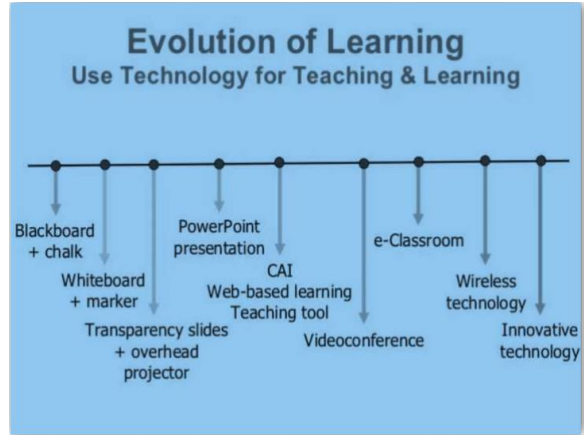 Evolution of Learning
Use Technology for Teaching & Learning
Blackboard
+ chalk
Whiteboard
+ marker
Transparency slides
+ overhead
projector
PowerPoint
presentation
CAI
Web-based learning
Teaching tool
Videoconference
e-Classroom
Wireless
technology
Innovative
technology